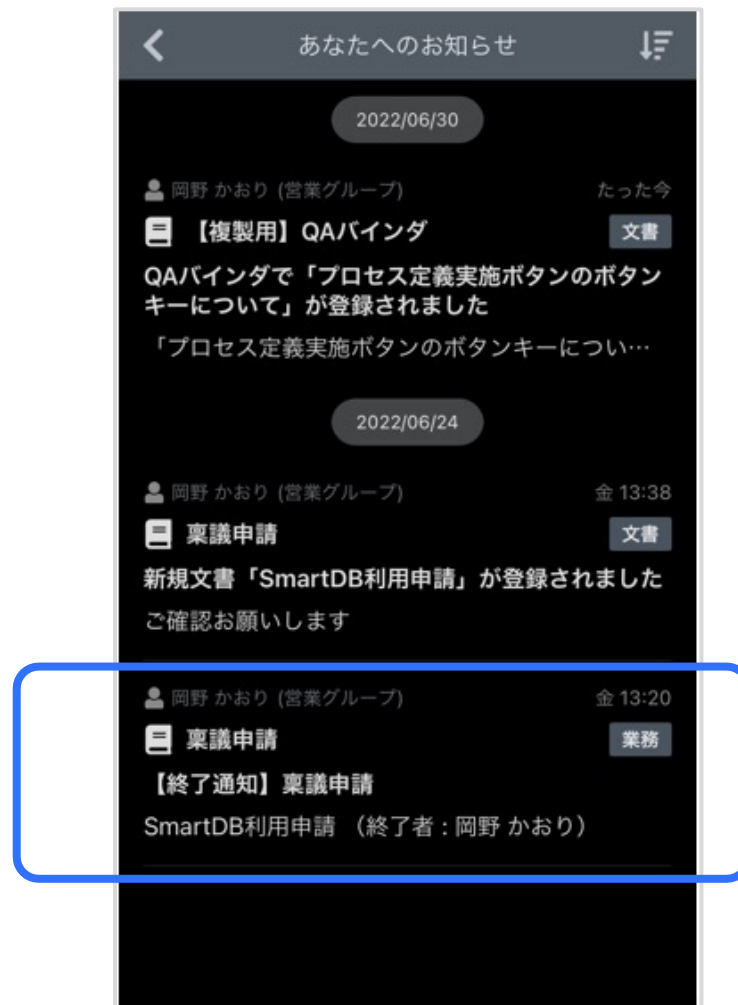 あなたへのお知らせ
2022/06/30
岡野 かおり (営業グループ) たった今
【複製用】QAバインダ 文書
QAバインダで「プロセス定義実施ボタンのボタン
キーについて」が登録されました
「プロセス定義実施ボタンのボタンキーについ…
2022/06/24
岡野 かおり (営業グループ) 金 13:38
稟議申請 文書
新規文書「SmartDB利用申請」が登録されました
ご確認お願いします
岡野 かおり (営業グループ) 金 13:20
稟議申請 業務
【終了通知】稟議申請
SmartDB利用申請 （終了者 : 岡野 かおり）